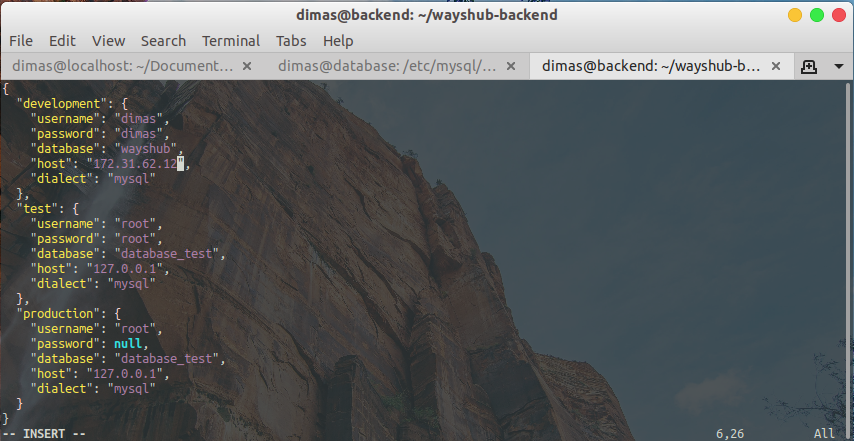 dimas@backend: ~/wayshub-backend
File Edit View Search Terminal Tabs Help
dimas@localhost: ~/Document... × dimas@database: /etc/mysql/... × dimas@backend: ~/wayshub-b... ×
{
  "development": {
    "username": "dimas",
    "password": "dimas",
    "database": "wayshub",
    "host": "172.31.62.12",
    "dialect": "mysql"
  },
  "test": {
    "username": "root",
    "password": "root",
    "database": "database_test",
    "host": "127.0.0.1",
    "dialect": "mysql"
  },
  "production": {
    "username": "root",
    "password": null,
    "database": "database_test",
    "host": "127.0.0.1",
    "dialect": "mysql"
  }
}
-- INSERT -- 6,26 All